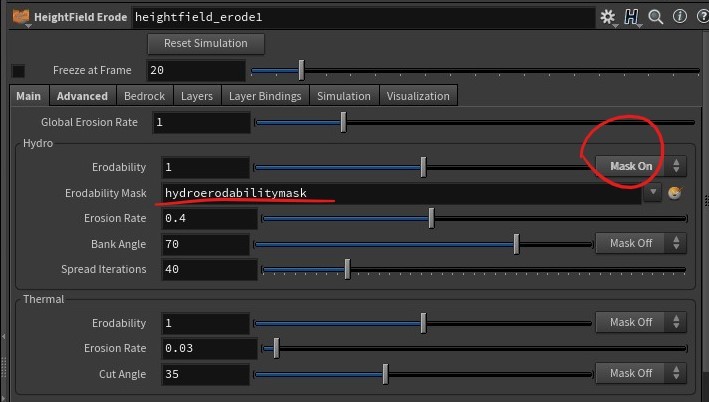 HeightField Erode heightfield_erode1
Reset Simulation
Freeze at Frame 20
Main Advanced Bedrock Layers Layer Bindings Simulation Visualization
Global Erosion Rate 1
Hydro
Erodability 1 Mask On
Erodability Mask hydroerodabilitymask
Erosion Rate 0.4
Bank Angle 70 Mask Off
Spread Iterations 40
Thermal
Erodability 1 Mask Off
Erosion Rate 0.03
Cut Angle 35 Mask Off